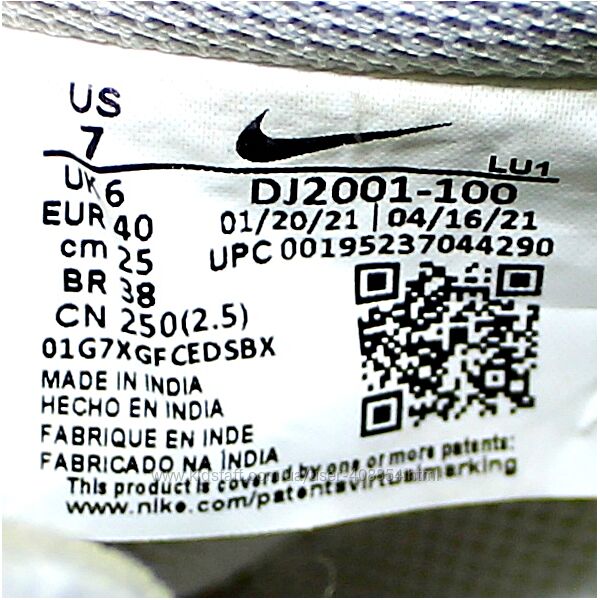 US
7
LU1
UK 6
DJ2001-100
EUR 40
01/20/21 | 04/16/21
cm 25
UPC 00195237044290
BR 38
CN 250(2.5)
01G7XGFCEDSBX
MADE IN INDIA
HECHO EN INDIA
FABRIQUE EN INDE
FABRICADO NA ÍNDIA
This product is covered by one or more patents:
www.nike.com/patentsvirtualmarking